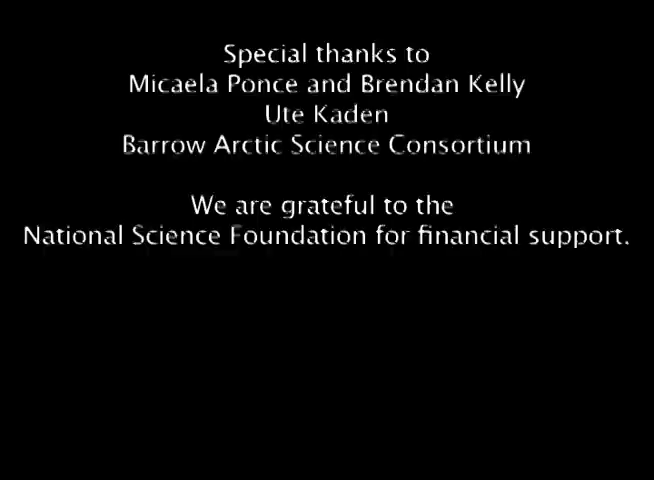 Special thanks to
Micaela Ponce and Brendan Kelly
Ute Kaden
Barrow Arctic Science Consortium
We are grateful to the
National Science Foundation for financial support.